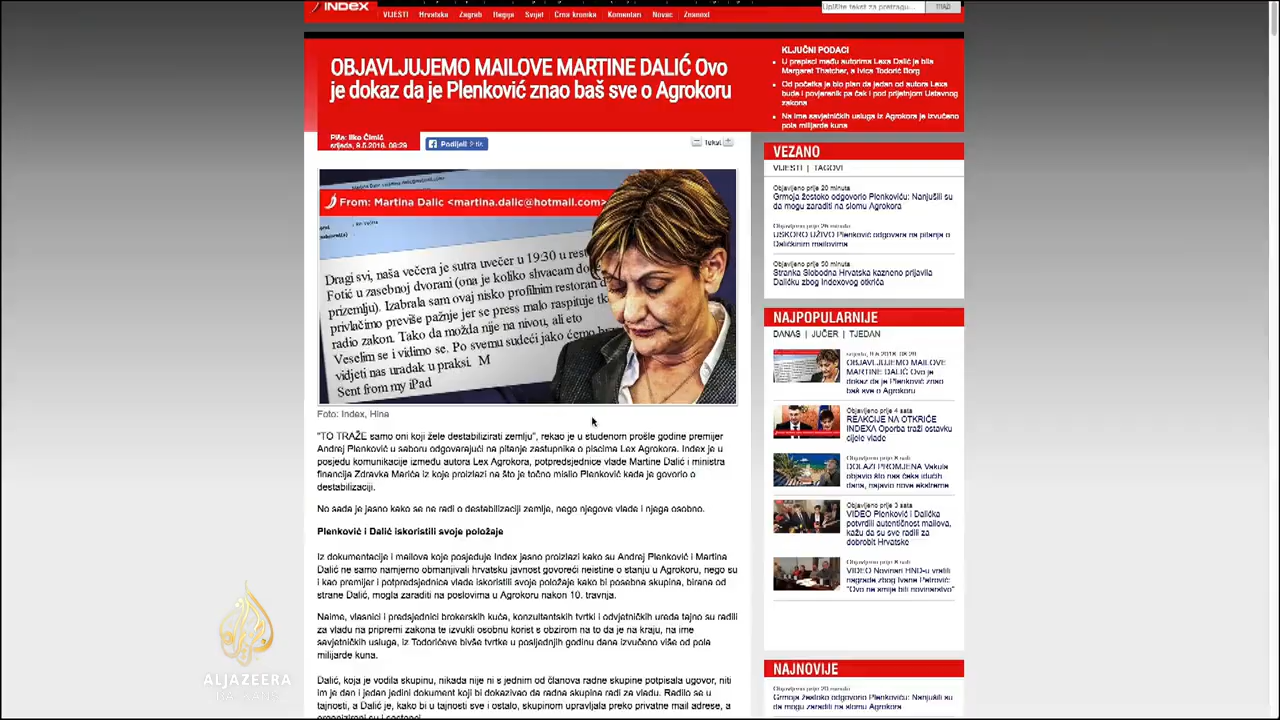 INDEX
VIJESTI Hrvatska Zagreb Regija Svijet Crna kronika Komentari Novac Znanost
Upišite tekst za pretragu...
TRAŽI
OBJAVLJUJEMO MAILOVE MARTINE DALIĆ Ovo
je dokaz da je Plenković znao baš sve o Agrokoru
KLJUČNI PODACI
U prepisci među autorima Lexa Dalić je bila
Margaret Thatcher, a Ivica Todorić Borg
Od početka je bio plan da jedan od autora Lexa
bude i povjerenik pa čak i pod prijetnjom Ustavnog
zakona
Na ime savjetničkih usluga iz Agrokora je izvučeno
pola milijarde kuna
Piše: Ilko Ćimić
srijeda, 9.5.2018. 08:29
Podijeli
Tekst
From: Martina Dalic <martina.dalic@hotmail.com>
Dragi svi, naša večera je sutra uvečer u 19:30 u rest
Fotić u zasebnoj dvorani (ona je koliko shvacam do
prizemlju). Izabrala sam ovaj nisko profilnim restoran
privlačimo previše pažnje jer se press malo raspituje tk
radio zakon. Tako da možda nije na nivou, ali eto
Veselim se i vidimo se. Po svemu sudeći jako ćemo brz
vidjeti nas uradak u praksi. M
Sent from my iPad
Foto: Index, Hina
"TO TRAŽE samo oni koji žele destabilizirati zemlju", rekao je u studenom prošle godine premijer
Andrej Plenković u saboru odgovarajući na pitanje zastupnika o piscima Lex Agrokora. Index je u
posjedu komunikacije između autora Lex Agrokora, potpredsjednice vlade Martine Dalić i ministra
financija Zdravka Marića iz koje proizlazi na što je točno mislio Plenković kada je govorio o
destabilizaciji.
No sada je jasno kako se ne radi o destabilizaciji zemlje, nego njegove vlade i njega osobno.
Plenković i Dalić iskoristili svoje položaje
Iz dokumentacije i mailova koje posjeduje Index jasno proizlazi kako su Andrej Plenković i Martina
Dalić ne samo namjerno obmanjivali hrvatsku javnost govoreći neistine o stanju u Agrokoru, nego su
i kao premijer i potpredsjednica vlade iskoristili svoje položaje kako bi posebna skupina, birana od
strane Dalić, mogla zaraditi na poslovima u Agrokoru nakon 10. travnja.
Naime, vlasnici i predsjednici brokerskih kuća, konzultantskih tvrtki i odvjetničkih ureda tajno su radili
za vladu na pripremi zakona te izvukli osobnu korist s obzirom na to da je na kraju, na ime
savjetničkih usluga, iz Todorićeve bivše tvrtke u posljednjih godinu dana izvučeno više od pola
milijarde kuna.
Dalić, koja je vodila skupinu, nikada nije ni s jednim od članova radne skupine potpisala ugovor, niti
im je dan i jedan jedini dokument koji bi dokazivao da radna skupina radi za vladu. Radilo se u
tajnosti, a Dalić je, kako bi u tajnosti sve i ostalo, skupinom upravljala preko privatne mail adrese, a
VEZANO
VIJESTI | TAGOVI
Objavljeno prije 20 minuta
Grmoja žestoko odgovorio Plenkoviću: Nanjušili su
da mogu zaraditi na slomu Agrokora
Objavljeno prije 26 minuta
USKORO UŽIVO Plenković odgovara na pitanja o
Dalićkinim mailovima
Objavljeno prije 50 minuta
Stranka Slobodna Hrvatska kazneno prijavila
Dalićku zbog Indexovog otkrića
NAJPOPULARNIJE
DANAS | JUČER | TJEDAN
srijeda, 9.5.2018. 08:29
OBJAVLJUJEMO MAILOVE
MARTINE DALIĆ Ovo je
dokaz da je Plenković znao
baš sve o Agrokoru
Objavljeno prije 4 sata
REAKCIJE NA OTKRIĆE
INDEXA Oporba traži ostavku
cijele vlade
Objavljeno prije 8 sati
DOLAZI PROMJENA Vakula
objavio što nas čeka idućih
dana, najavio nove ekstreme
Objavljeno prije 3 sata
VIDEO Plenković i Dalićka
potvrdili autentičnost mailova,
kažu da su sve radili za
dobrobit Hrvatske
Objavljeno prije 8 sati
VIDEO Novinari HND-u vratili
nagrade zbog Ivana Petrovića:
"Ovo ne smije biti novinarstvo"
NAJNOVIJE
Objavljeno prije 20 minuta
Grmoja žestoko odgovorio Plenkoviću: Nanjušili su
da mogu zaraditi na slomu Agrokora
ALJAZEERA